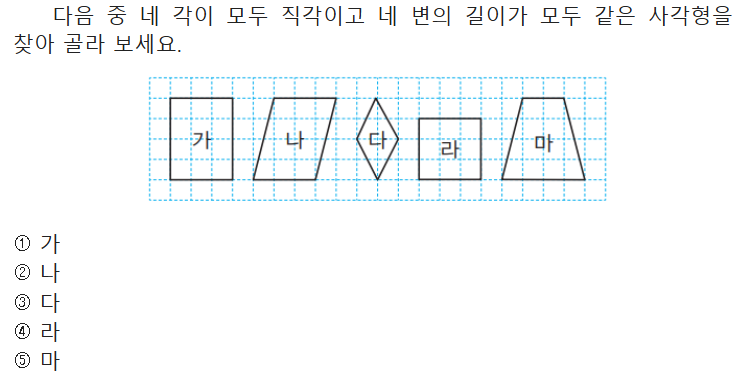 다음 중 네 각이 모두 직각이고 네 변의 길이가 모두 같은 사각형을
찾아 골라 보세요.
가 나 다 라 마
① 가
② 나
③ 다
④ 라
⑤ 마